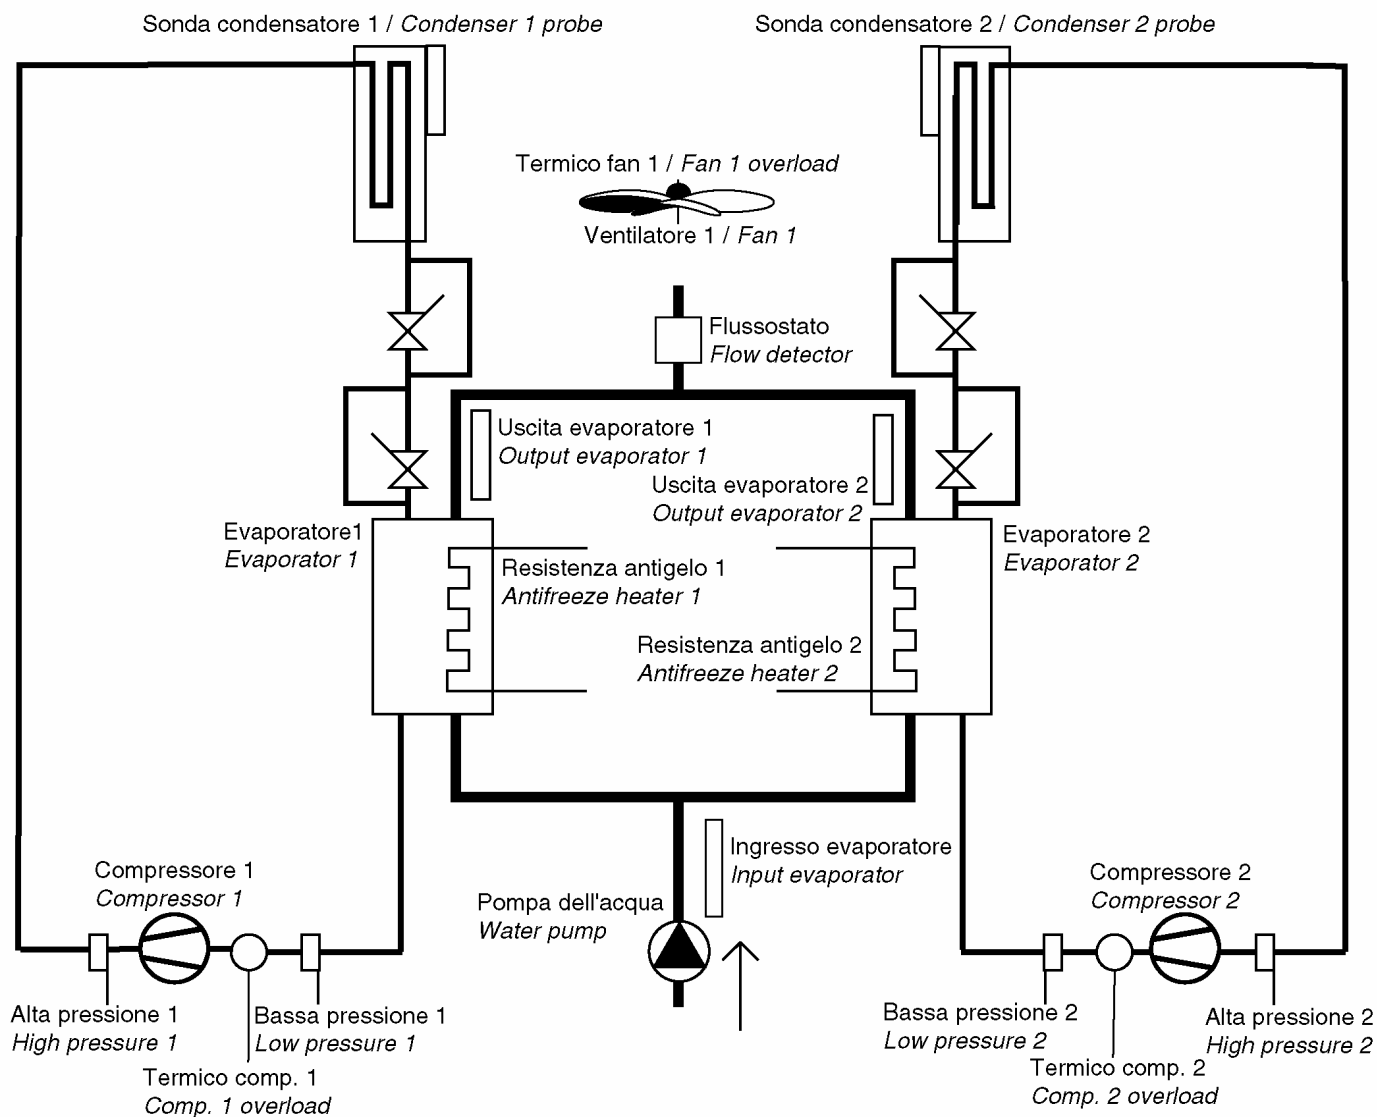 Sonda condensatore 1 / Condenser 1 probe
Sonda condensatore 2 / Condenser 2 probe
Termico fan 1 / Fan 1 overload
Ventilatore 1 / Fan 1
Flussostato
Flow detector
Uscita evaporatore 1
Output evaporator 1
Uscita evaporatore 2
Output evaporator 2
Evaporatore1
Evaporator 1
Evaporatore 2
Evaporator 2
Resistenza antigelo 1
Antifreeze heater 1
Resistenza antigelo 2
Antifreeze heater 2
Ingresso evaporatore
Input evaporator
Compressore 1
Compressor 1
Compressore 2
Compressor 2
Pompa dell'acqua
Water pump
Alta pressione 1
High pressure 1
Bassa pressione 1
Low pressure 1
Bassa pressione 2
Low pressure 2
Alta pressione 2
High pressure 2
Termico comp. 1
Comp. 1 overload
Termico comp. 2
Comp. 2 overload